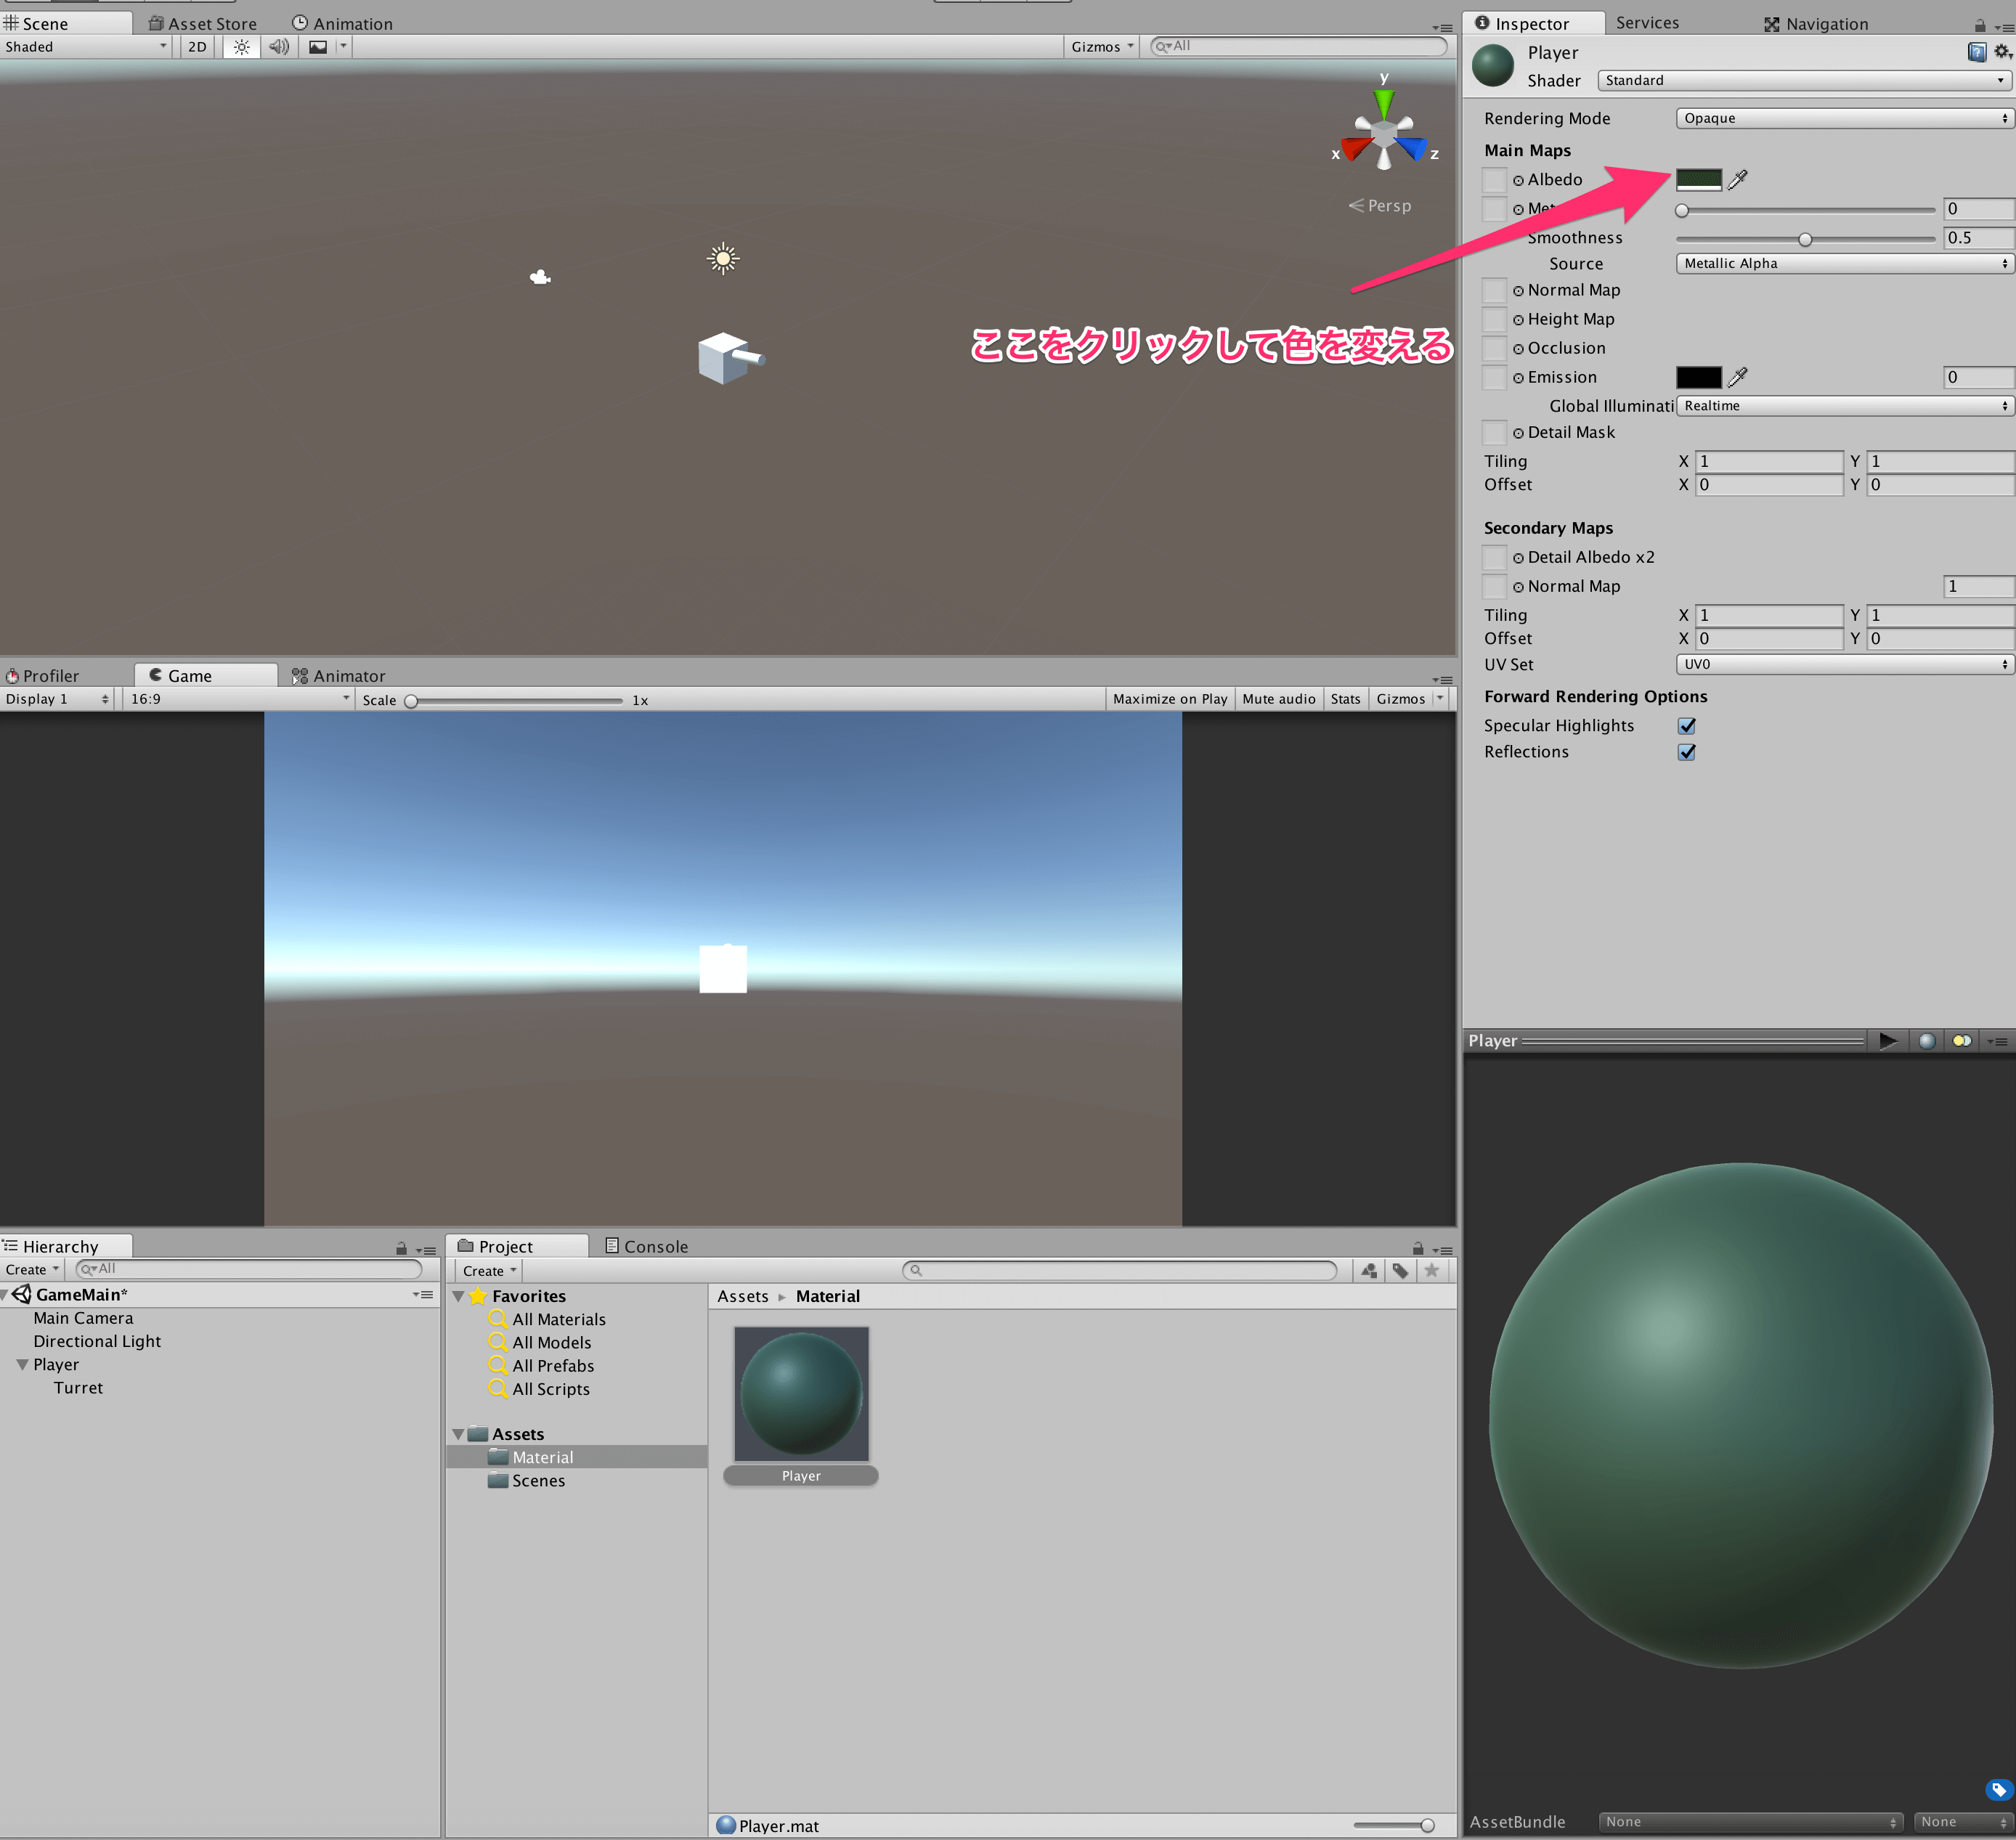 Scene
Asset Store
Animation
Shaded
2D
Gizmos
All
y
x
z
Persp
ここをクリックして色を変える
Profiler
Game
Animator
Display 1
16:9
Scale
1x
Maximize on Play
Mute audio
Stats
Gizmos
Hierarchy
Create
All
GameMain*
Main Camera
Directional Light
Player
Turret
Project
Console
Create
Favorites
All Materials
All Models
All Prefabs
All Scripts
Assets
Material
Scenes
Assets ▸ Material
Player
Player.mat
Inspector
Services
Navigation
Player
Shader Standard
Rendering Mode Opaque
Main Maps
Albedo
0
Smoothness 0.5
Source Metallic Alpha
Normal Map
Height Map
Occlusion
Emission 0
Global Illuminati Realtime
Detail Mask
Tiling X 1 Y 1
Offset X 0 Y 0
Secondary Maps
Detail Albedo x2
Normal Map 1
Tiling X 1 Y 1
Offset X 0 Y 0
UV Set UV0
Forward Rendering Options
Specular Highlights
Reflections
Player
AssetBundle None None